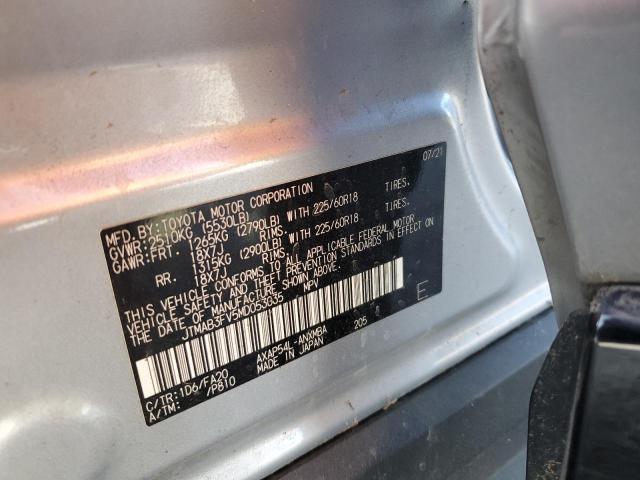 MFD. BY:TOYOTA MOTOR CORPORATION 07/21
GVWR:2510KG (5530LB)
GAWR:FRT. 1265KG (2790LB) WITH 225/60R18 TIRES,
18X7J RIMS,
RR. 1315KG (2900LB) WITH 225/60R18 TIRES,
18X7J RIMS,
THIS VEHICLE CONFORMS TO ALL APPLICABLE FEDERAL MOTOR
VEHICLE SAFETY AND THEFT PREVENTION STANDARDS IN EFFECT ON
THE DATE OF MANUFACTURE SHOWN ABOVE.
JTMAB3FV5MD053035 MPV
E
C/TR:1D6/FA20 AXAP54L-ANXMBA 205
A/TM: /P810 MADE IN JAPAN